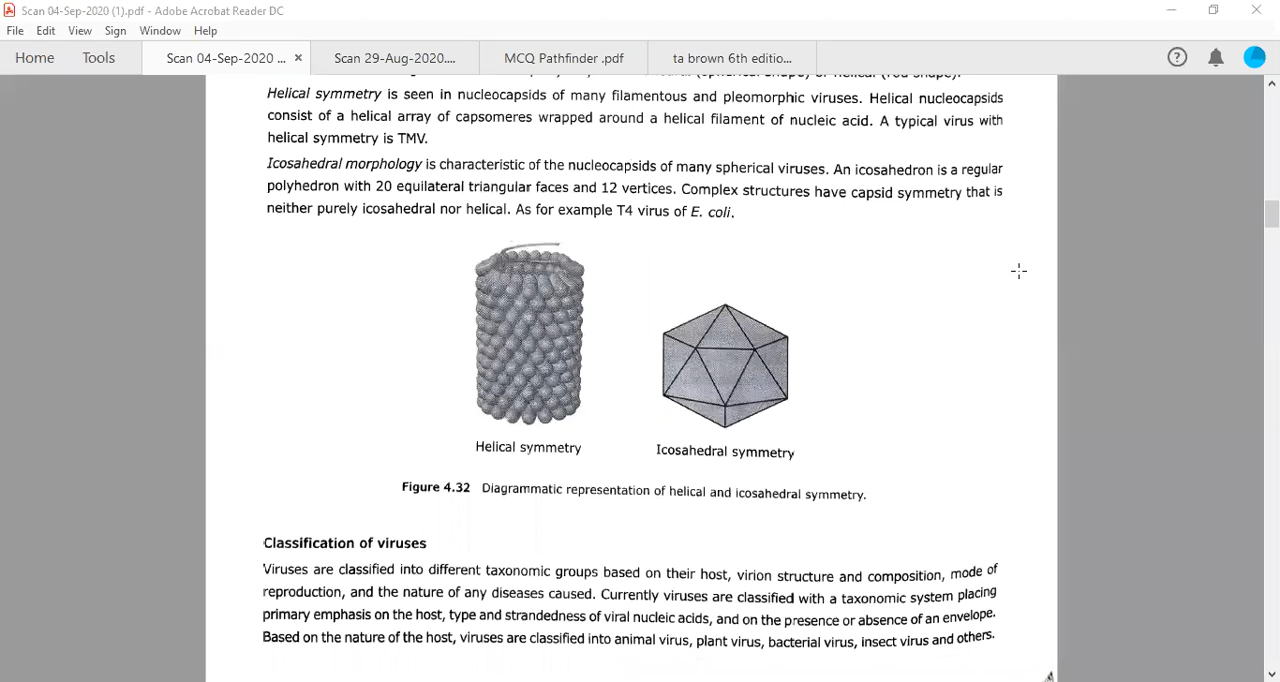 Scan 04-Sep-2020 (1).pdf - Adobe Acrobat Reader DC
File Edit View Sign Window Help
Home Tools Scan 04-Sep-2020 ... × Scan 29-Aug-2020.... MCQ Pathfinder .pdf ta brown 6th editio...
Helical symmetry is seen in nucleocapsids of many filamentous and pleomorphic viruses. Helical nucleocapsids
consist of a helical array of capsomeres wrapped around a helical filament of nucleic acid. A typical virus with
helical symmetry is TMV.
Icosahedral morphology is characteristic of the nucleocapsids of many spherical viruses. An icosahedron is a regular
polyhedron with 20 equilateral triangular faces and 12 vertices. Complex structures have capsid symmetry that is
neither purely icosahedral nor helical. As for example T4 virus of E. coli.
Helical symmetry
Icosahedral symmetry
Figure 4.32 Diagrammatic representation of helical and icosahedral symmetry.
Classification of viruses
Viruses are classified into different taxonomic groups based on their host, virion structure and composition, mode of
reproduction, and the nature of any diseases caused. Currently viruses are classified with a taxonomic system placing
primary emphasis on the host, type and strandedness of viral nucleic acids, and on the presence or absence of an envelope.
Based on the nature of the host, viruses are classified into animal virus, plant virus, bacterial virus, insect virus and others.